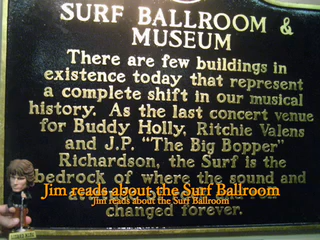 SURF BALLROOM &
MUSEUM
There are few buildings in
existence today that represent
a complete shift in our musical
history. As the last concert venue
for Buddy Holly, Ritchie Valens
and J.P. "The Big Bopper"
Richardson, the Surf is the
bedrock of where the sound and
Jim reads about the Surf Ballroom
Jim reads about the Surf Ballroom
changed forever.